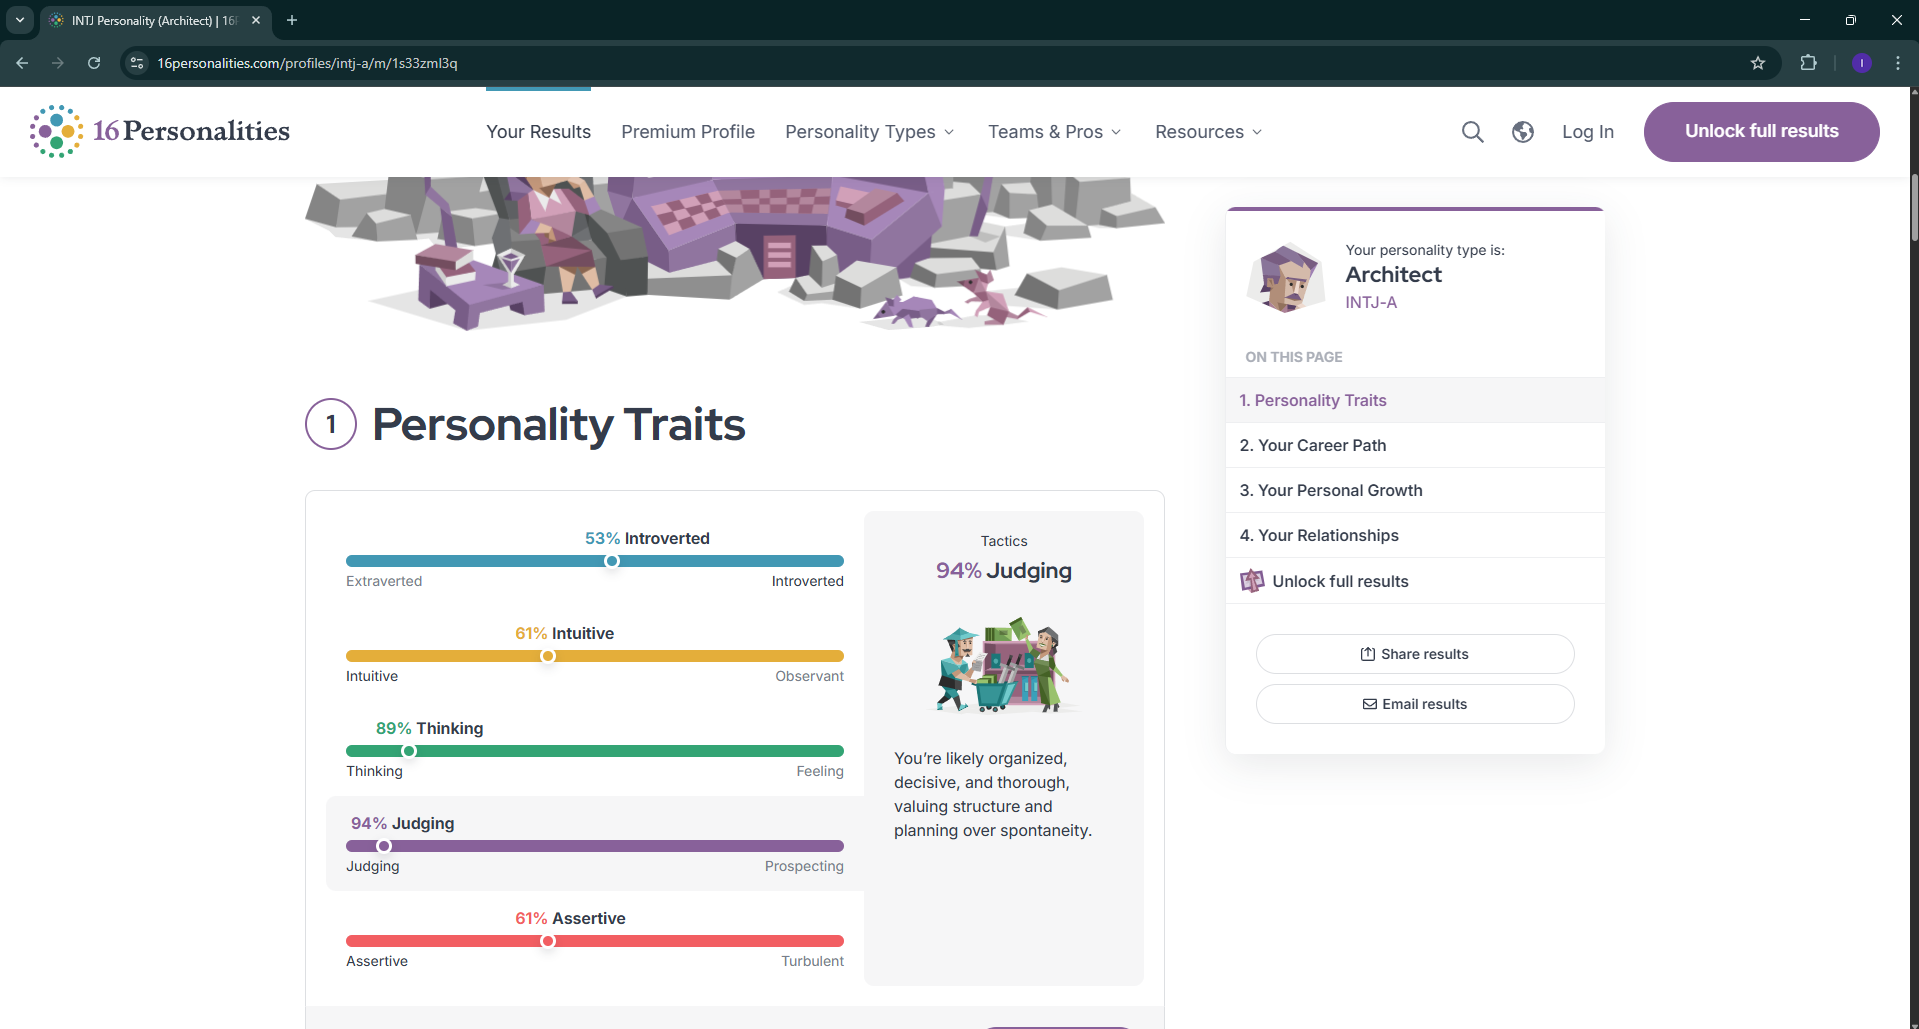 INTJ Personality (Architect) | 16P
16personalities.com/profiles/intj-a/m/1s33zml3q
I
16Personalities
Your Results
Premium Profile
Personality Types
Teams & Pros
Resources
Log In
Unlock full results
1
Personality Traits
53% Introverted
Extraverted
Introverted
61% Intuitive
Intuitive
Observant
89% Thinking
Thinking
Feeling
94% Judging
Judging
Prospecting
61% Assertive
Assertive
Turbulent
Tactics
94% Judging
You’re likely organized,
decisive, and thorough,
valuing structure and
planning over spontaneity.
Your personality type is:
Architect
INTJ-A
ON THIS PAGE
1. Personality Traits
2. Your Career Path
3. Your Personal Growth
4. Your Relationships
Unlock full results
Share results
Email results